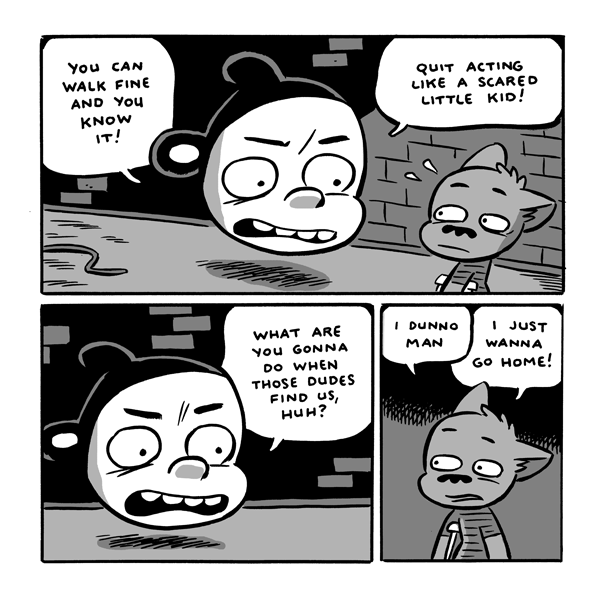 YOU CAN
WALK FINE
AND YOU
KNOW
IT!
QUIT ACTING
LIKE A SCARED
LITTLE KID!
WHAT ARE
YOU GONNA
DO WHEN
THOSE DUDES
FIND US,
HUH?
I DUNNO
MAN
I JUST
WANNA
GO HOME!